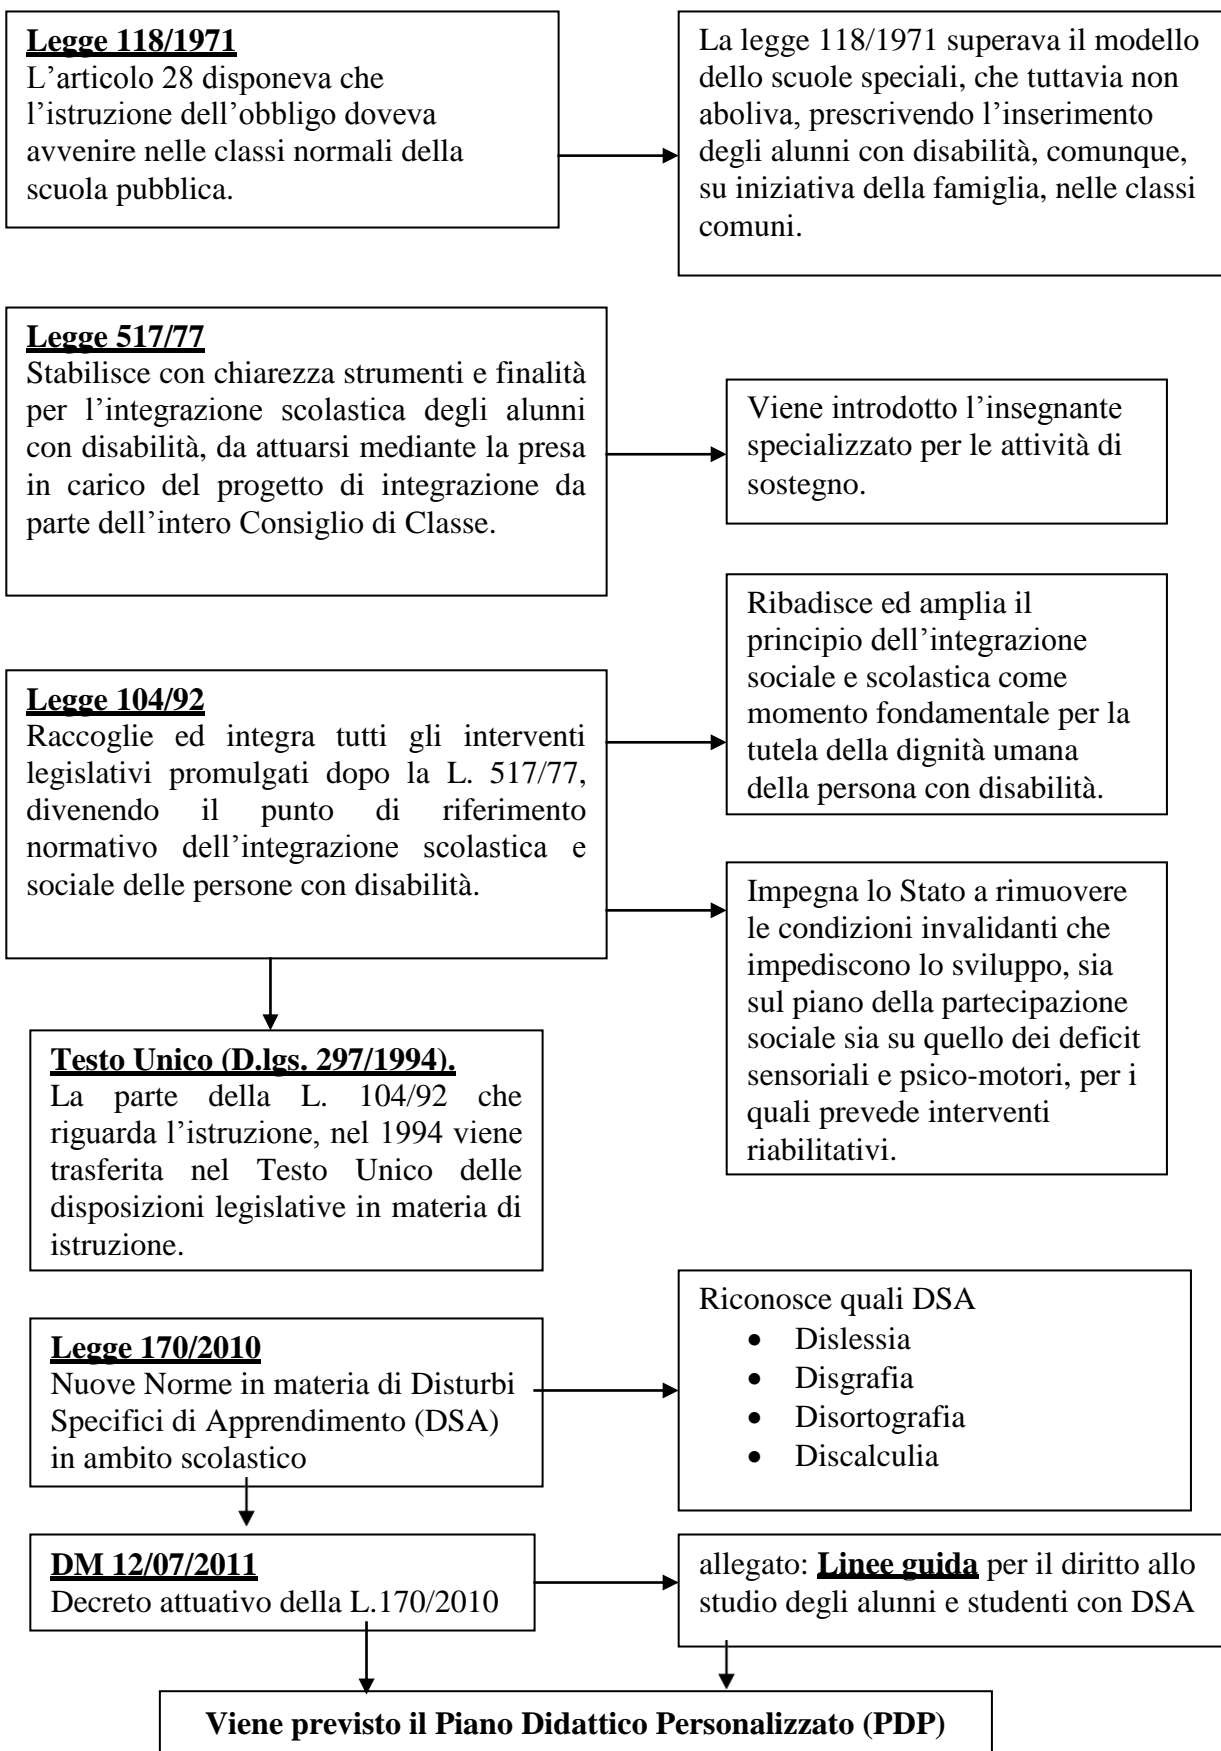 Legge 118/1971
L’articolo 28 disponeva che
l’istruzione dell’obbligo doveva
avvenire nelle classi normali della
scuola pubblica.
La legge 118/1971 superava il modello
dello scuole speciali, che tuttavia non
aboliva, prescrivendo l’inserimento
degli alunni con disabilità, comunque,
su iniziativa della famiglia, nelle classi
comuni.
Legge 517/77
Stabilisce con chiarezza strumenti e finalità
per l’integrazione scolastica degli alunni
con disabilità, da attuarsi mediante la presa
in carico del progetto di integrazione da
parte dell’intero Consiglio di Classe.
Viene introdotto l’insegnante
specializzato per le attività di
sostegno.
Legge 104/92
Raccoglie ed integra tutti gli interventi
legislativi promulgati dopo la L. 517/77,
divenendo il punto di riferimento
normativo dell’integrazione scolastica e
sociale delle persone con disabilità.
Ribadisce ed amplia il
principio dell’integrazione
sociale e scolastica come
momento fondamentale per la
tutela della dignità umana
della persona con disabilità.
Impegna lo Stato a rimuovere
le condizioni invalidanti che
impediscono lo sviluppo, sia
sul piano della partecipazione
sociale sia su quello dei deficit
sensoriali e psico-motori, per i
quali prevede interventi
riabilitativi.
Testo Unico (D.lgs. 297/1994).
La parte della L. 104/92 che
riguarda l’istruzione, nel 1994 viene
trasferita nel Testo Unico delle
disposizioni legislative in materia di
istruzione.
Legge 170/2010
Nuove Norme in materia di Disturbi
Specifici di Apprendimento (DSA)
in ambito scolastico
Riconosce quali DSA
• Dislessia
• Disgrafia
• Disortografia
• Discalculia
DM 12/07/2011
Decreto attuativo della L.170/2010
allegato: Linee guida per il diritto allo
studio degli alunni e studenti con DSA
Viene previsto il Piano Didattico Personalizzato (PDP)